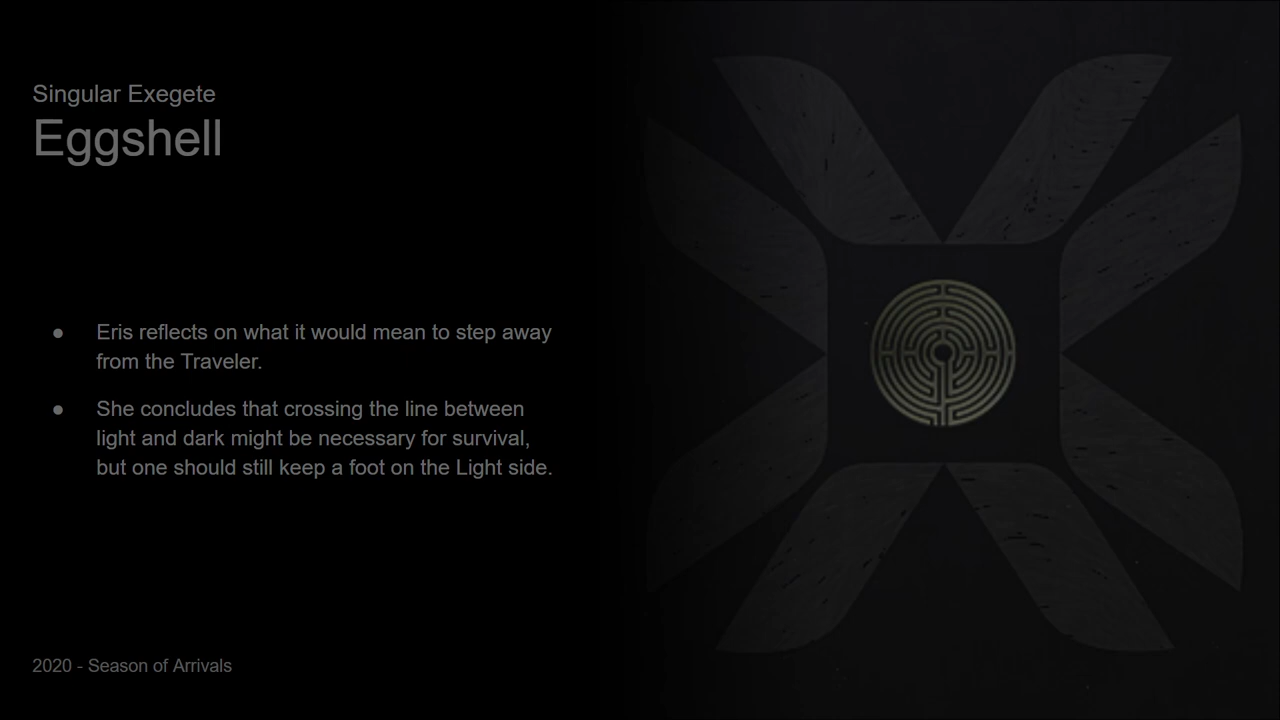 Singular Exegete
Eggshell
● Eris reflects on what it would mean to step away
from the Traveler.
● She concludes that crossing the line between
light and dark might be necessary for survival,
but one should still keep a foot on the Light side.
2020 - Season of Arrivals